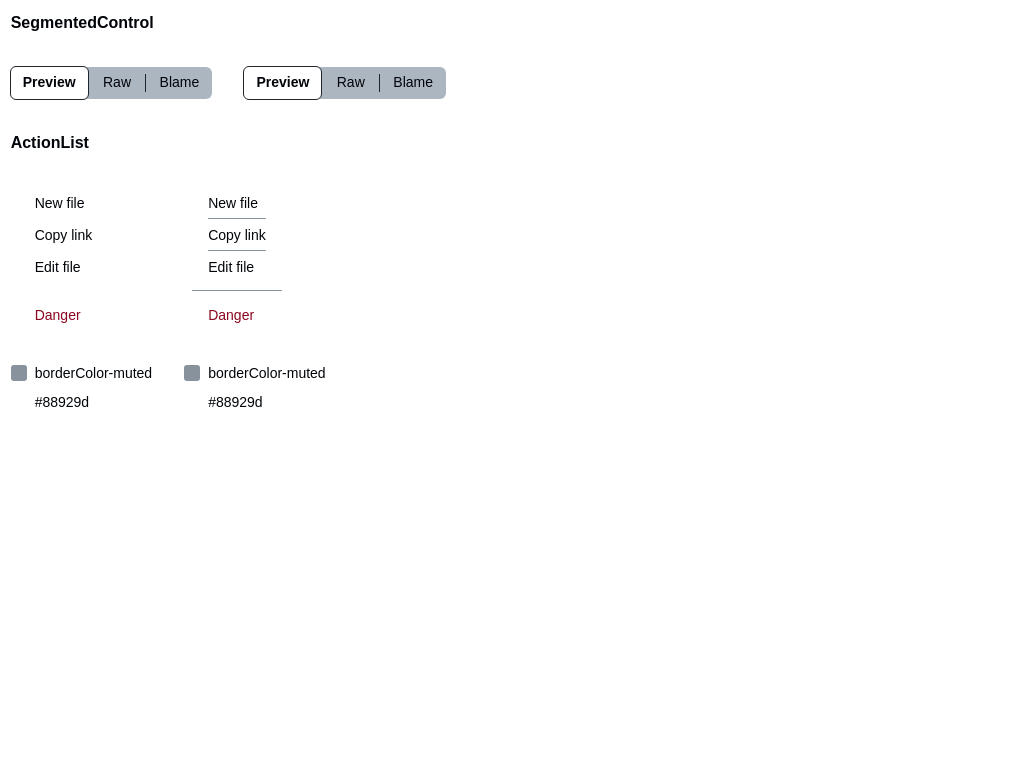 SegmentedControl
Preview Raw Blame Preview Raw Blame
ActionList
New file New file
Copy link Copy link
Edit file Edit file
Danger Danger
borderColor-muted borderColor-muted
#88929d #88929d